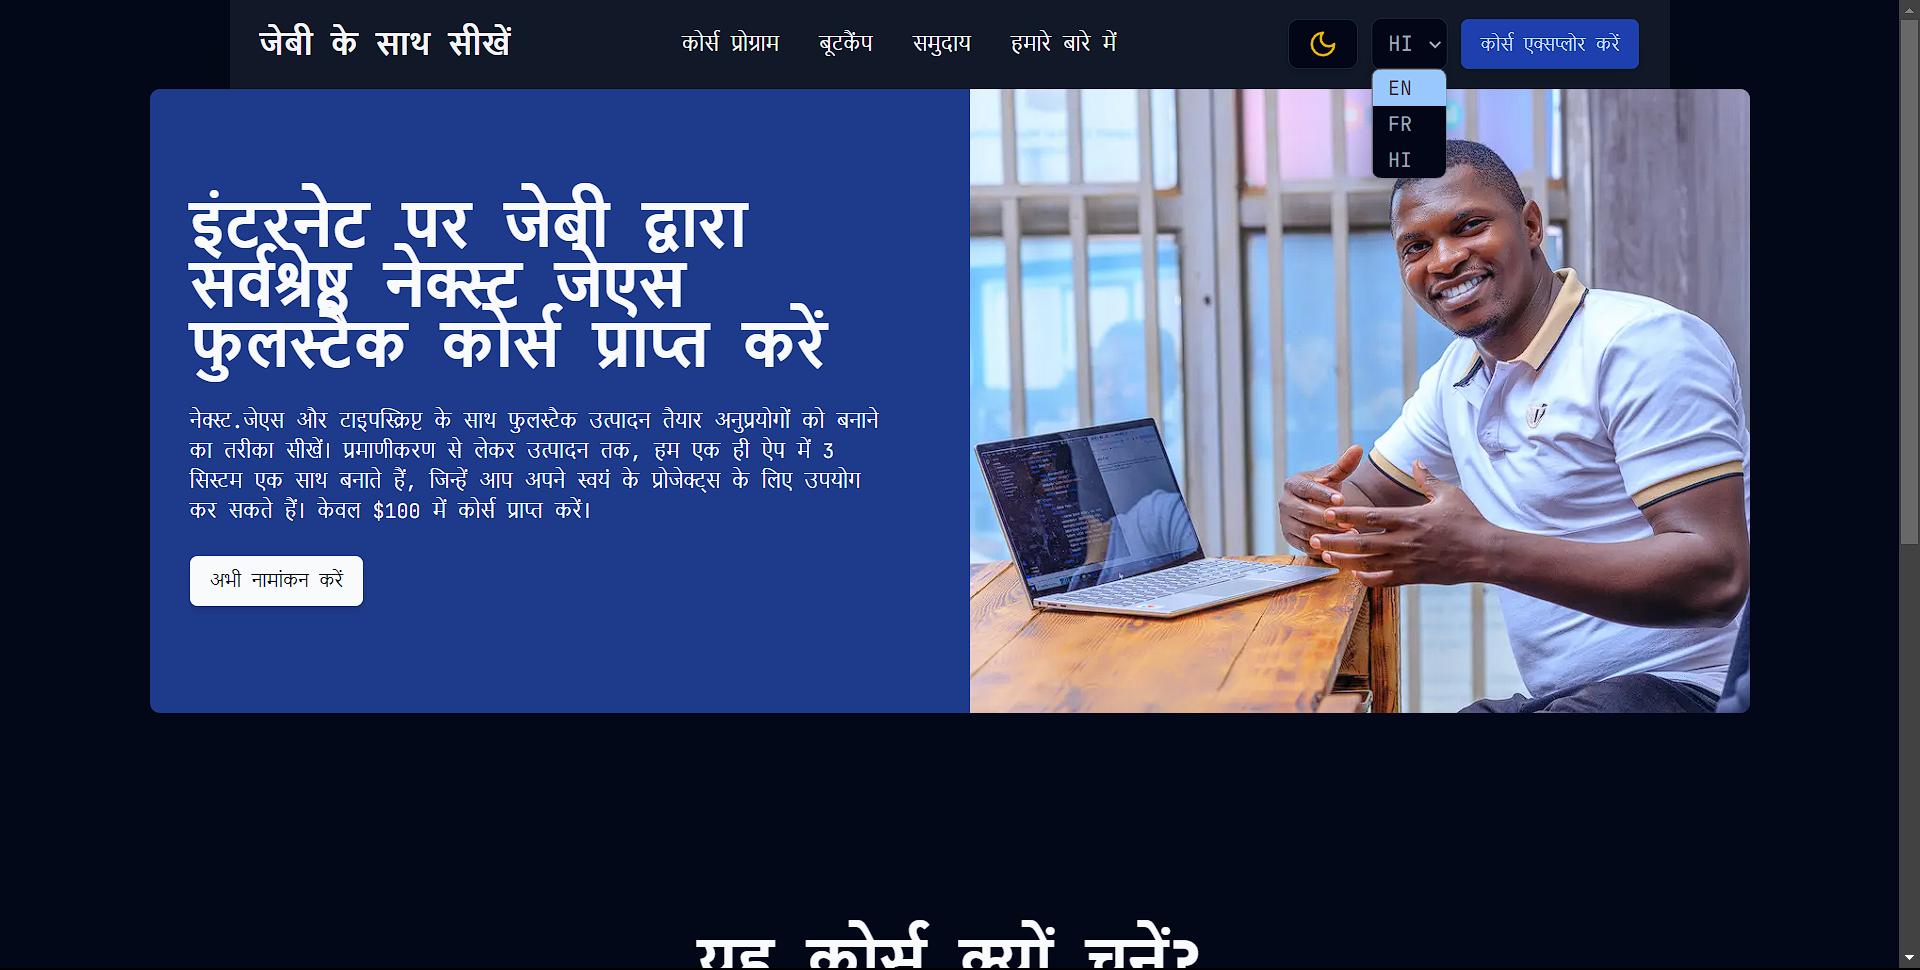 जेबी के साथ सीखें
कोर्स प्रोग्राम
बूटकैंप
समुदाय
हमारे बारे में
HI
कोर्स एक्सप्लोर करें
EN
FR
HI
इंटरनेट पर जेबी द्वारा
सर्वश्रेष्ठ नेक्स्ट जेएस
फुलस्टैक कोर्स प्राप्त करें
नेक्स्ट.जेएस और टाइपस्क्रिप्ट के साथ फुलस्टैक उत्पादन तैयार अनुप्रयोगों को बनाने
का तरीका सीखें। प्रमाणीकरण से लेकर उत्पादन तक, हम एक ही ऐप में 3
सिस्टम एक साथ बनाते हैं, जिन्हें आप अपने स्वयं के प्रोजेक्ट्स के लिए उपयोग
कर सकते हैं। केवल $100 में कोर्स प्राप्त करें।
अभी नामांकन करें
यह कोर्स क्यों चुनें?